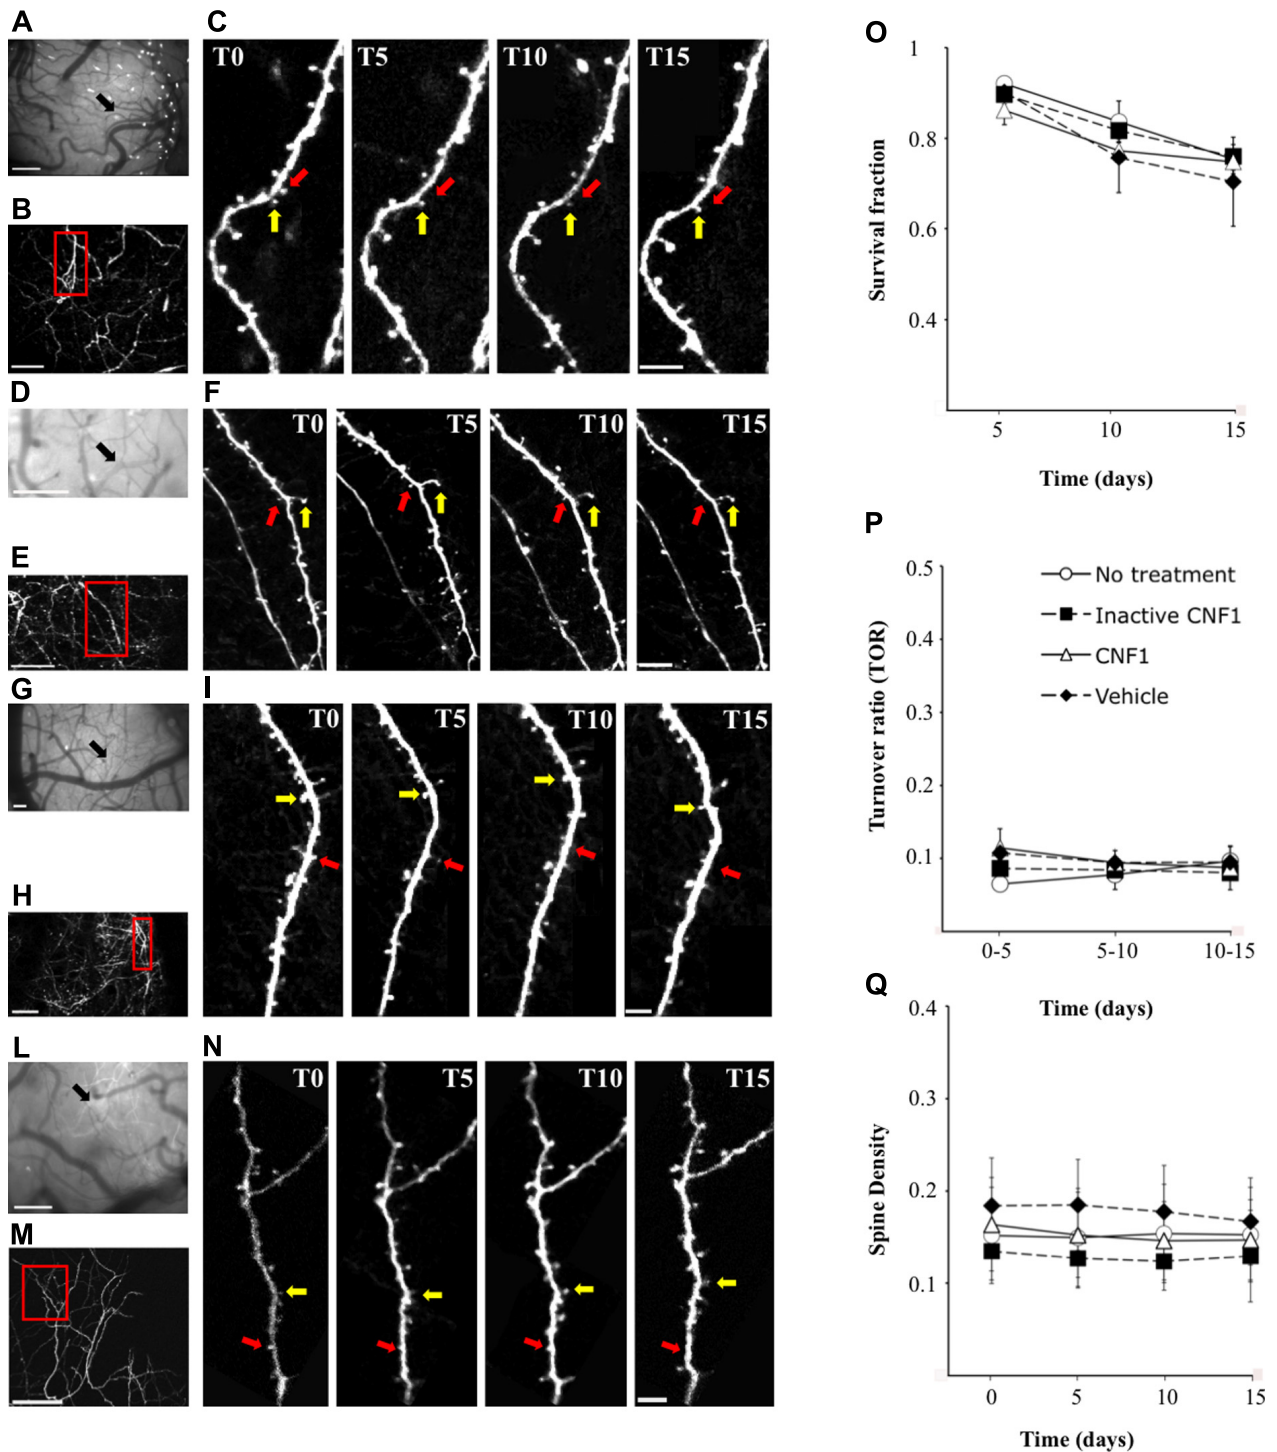 A
C
T0
T5
T10
T15
B
D
F
T0
T5
T10
T15
E
G
I
T0
T5
T10
T15
H
L
N
T0
T5
T10
T15
M
O
1
0.8
0.6
0.4
Survival fraction
5
10
15
Time (days)
P
0.5
0.4
0.3
0.2
0.1
Turnover ratio (TOR)
No treatment
Inactive CNF1
CNF1
Vehicle
0-5
5-10
10-15
Time (days)
Q
0.4
0.3
0.2
0.1
Spine Density
0
5
10
15
Time (days)